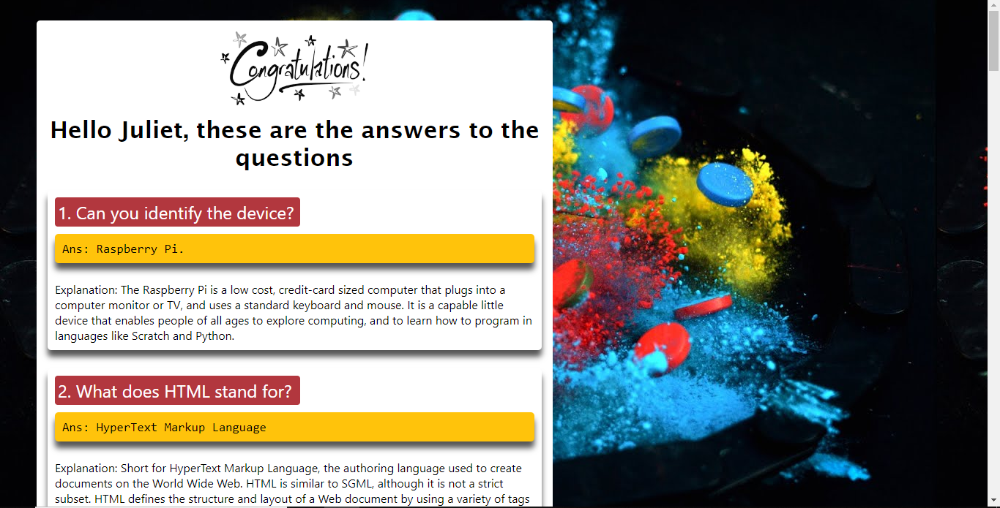 Congratulations!
Hello Juliet, these are the answers to the
questions
1. Can you identify the device?
Ans: Raspberry Pi.
Explanation: The Raspberry Pi is a low cost, credit-card sized computer that plugs into a
computer monitor or TV, and uses a standard keyboard and mouse. It is a capable little
device that enables people of all ages to explore computing, and to learn how to program in
languages like Scratch and Python.
2. What does HTML stand for?
Ans: HyperText Markup Language
Explanation: Short for HyperText Markup Language, the authoring language used to create
documents on the World Wide Web. HTML is similar to SGML, although it is not a strict
subset. HTML defines the structure and layout of a Web document by using a variety of tags